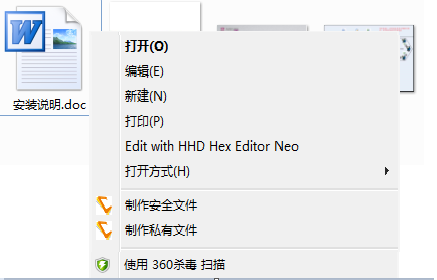 安装说明.doc
打开(O)
编辑(E)
新建(N)
打印(P)
Edit with HHD Hex Editor Neo
打开方式(H)
制作安全文件
制作私有文件
使用 360杀毒 扫描